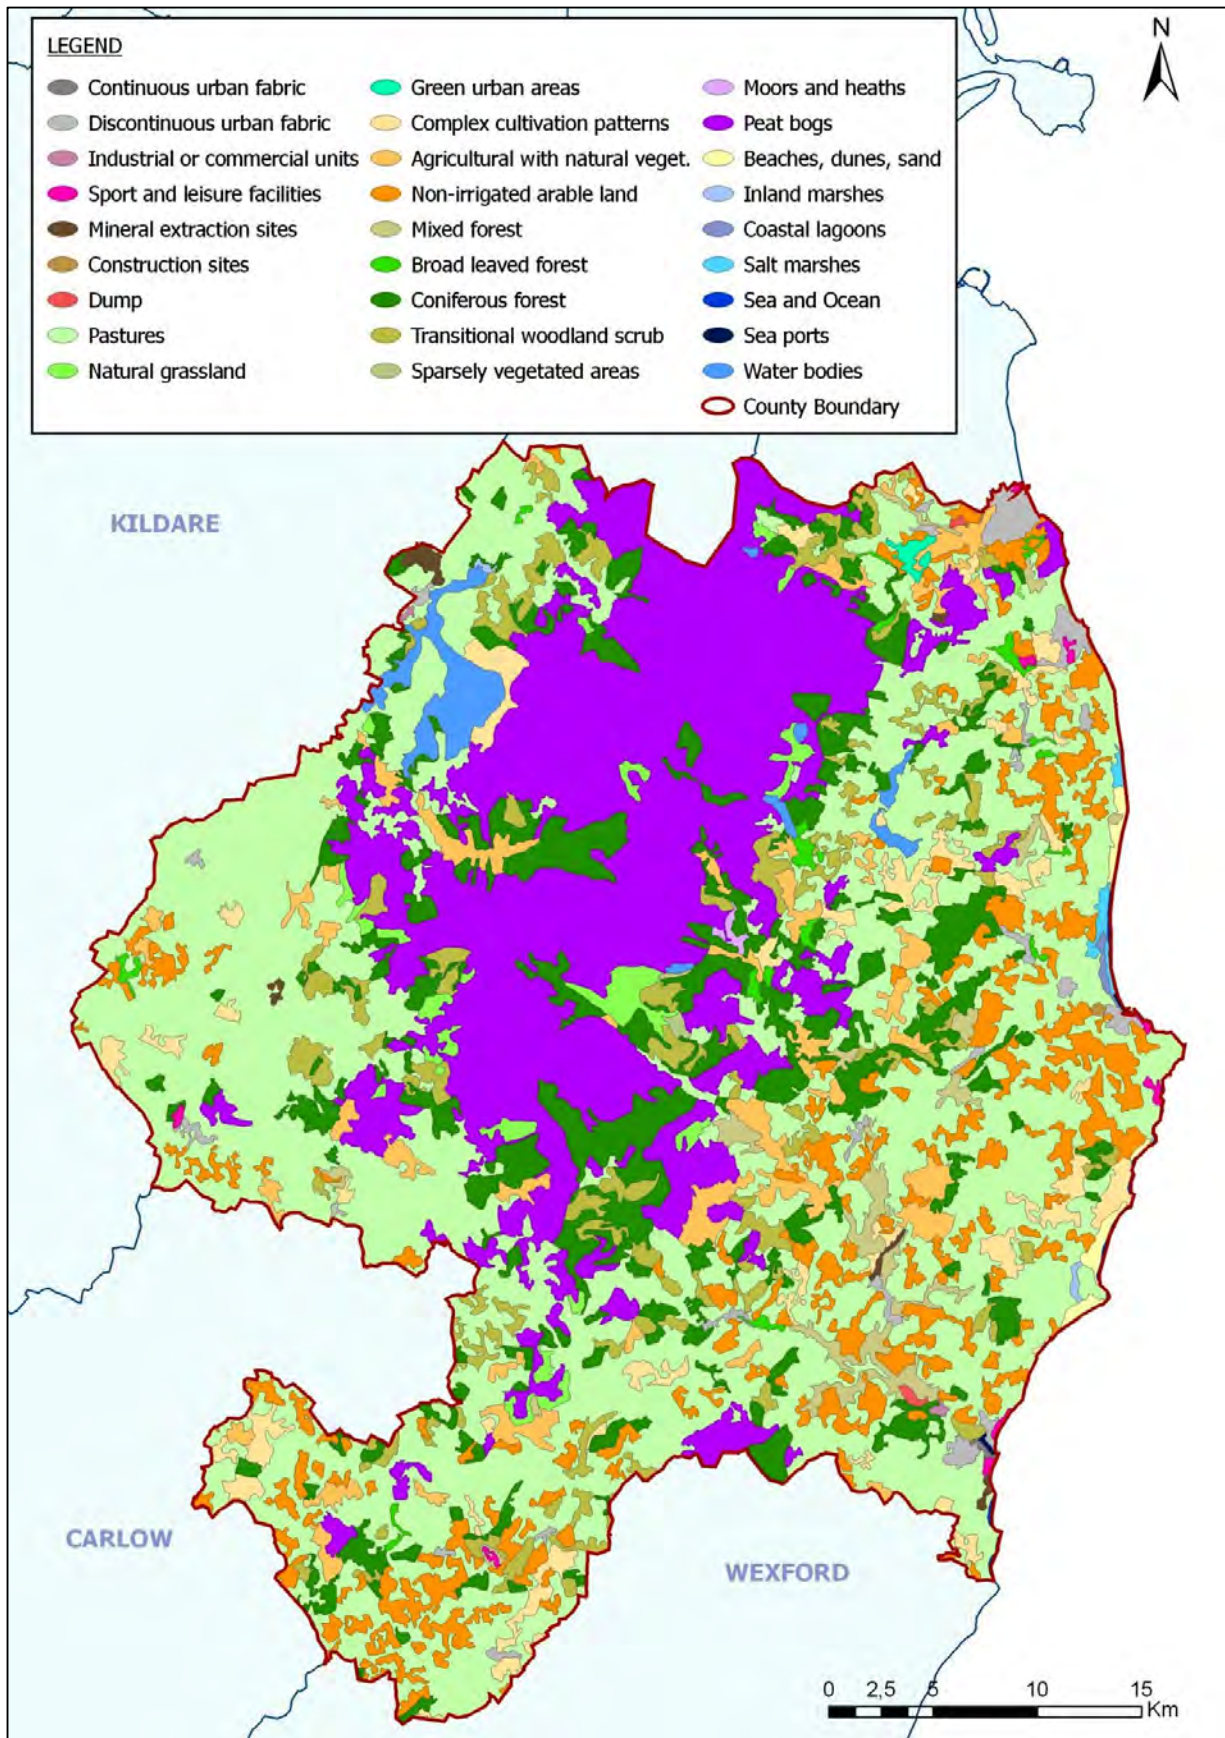 LEGEND
Continuous urban fabric
Discontinuous urban fabric
Industrial or commercial units
Sport and leisure facilities
Mineral extraction sites
Construction sites
Dump
Pastures
Natural grassland
Green urban areas
Complex cultivation patterns
Agricultural with natural veget.
Non-irrigated arable land
Mixed forest
Broad leaved forest
Coniferous forest
Transitional woodland scrub
Sparsely vegetated areas
Moors and heaths
Peat bogs
Beaches, dunes, sand
Inland marshes
Coastal lagoons
Salt marshes
Sea and Ocean
Sea ports
Water bodies
County Boundary
N
KILDARE
CARLOW
WEXFORD
0 2,5 5 10 15
Km